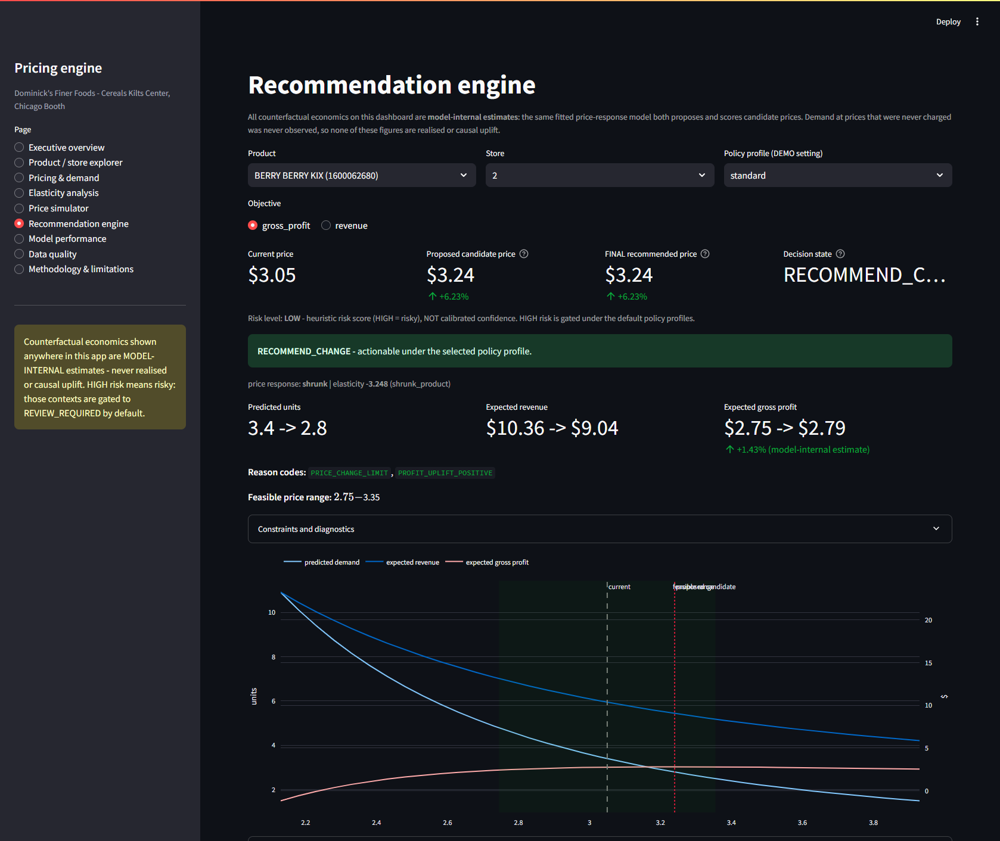 Deploy
Pricing engine
Dominick's Finer Foods - Cereals Kilts Center,
Chicago Booth
Page
Executive overview
Product / store explorer
Pricing & demand
Elasticity analysis
Price simulator
Recommendation engine
Model performance
Data quality
Methodology & limitations
Counterfactual economics shown
anywhere in this app are MODEL-
INTERNAL estimates - never realised
or causal uplift. HIGH risk means risky:
those contexts are gated to
REVIEW_REQUIRED by default.
Recommendation engine
All counterfactual economics on this dashboard are model-internal estimates: the same fitted price-response model both proposes and scores candidate prices. Demand at prices that were never charged
was never observed, so none of these figures are realised or causal uplift.
Product Store Policy profile (DEMO setting)
BERRY BERRY KIX (1600062680) 2 standard
Objective
gross_profit revenue
Current price Proposed candidate price FINAL recommended price Decision state
$3.05 $3.24 $3.24 RECOMMEND_C...
+6.23% +6.23%
Risk level: LOW - heuristic risk score (HIGH = risky), NOT calibrated confidence. HIGH risk is gated under the default policy profiles.
RECOMMEND_CHANGE - actionable under the selected policy profile.
price response: shrunk | elasticity -3.248 (shrunk_product)
Predicted units Expected revenue Expected gross profit
3.4 -> 2.8 $10.36 -> $9.04 $2.75 -> $2.79
+1.43% (model-internal estimate)
Reason codes: PRICE_CHANGE_LIMIT , PROFIT_UPLIFT_POSITIVE
Feasible price range: 2.75−3.35
Constraints and diagnostics
predicted demand expected revenue expected gross profit
current
10
8
6
4
2
units
20
15
10
5
0
$
2.2 2.4 2.6 2.8 3 3.2 3.4 3.6 3.8